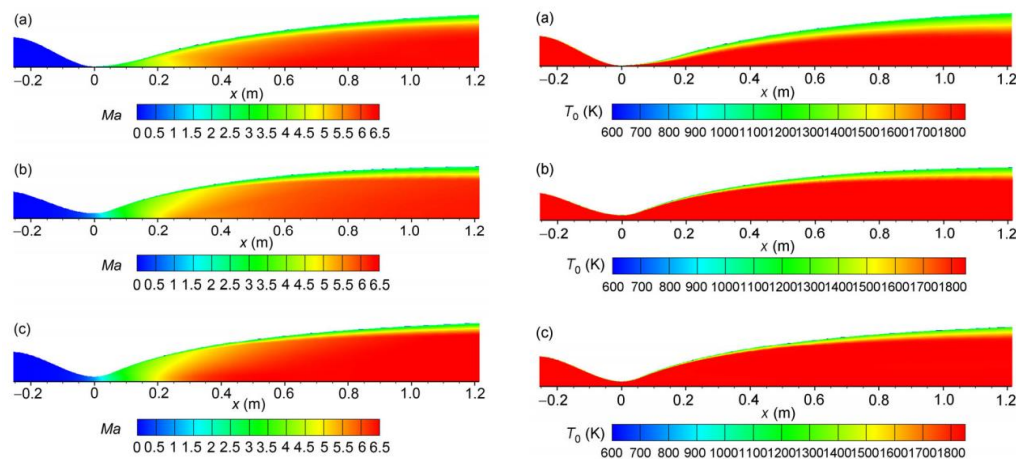 (a)
−0.2 0 0.2 0.4 0.6 0.8 1.0 1.2
x (m)
Ma
0 0.5 1 1.5 2 2.5 3 3.5 4 4.5 5 5.5 6 6.5
(b)
−0.2 0 0.2 0.4 0.6 0.8 1.0 1.2
x (m)
Ma
0 0.5 1 1.5 2 2.5 3 3.5 4 4.5 5 5.5 6 6.5
(c)
−0.2 0 0.2 0.4 0.6 0.8 1.0 1.2
x (m)
Ma
0 0.5 1 1.5 2 2.5 3 3.5 4 4.5 5 5.5 6 6.5
(a)
−0.2 0 0.2 0.4 0.6 0.8 1.0 1.2
x (m)
T₀ (K)
600 700 800 900 1000 1100 1200 1300 1400 1500 1600 1700 1800
(b)
−0.2 0 0.2 0.4 0.6 0.8 1.0 1.2
x (m)
T₀ (K)
600 700 800 900 1000 1100 1200 1300 1400 1500 1600 1700 1800
(c)
−0.2 0 0.2 0.4 0.6 0.8 1.0 1.2
x (m)
T₀ (K)
600 700 800 900 1000 1100 1200 1300 1400 1500 1600 1700 1800